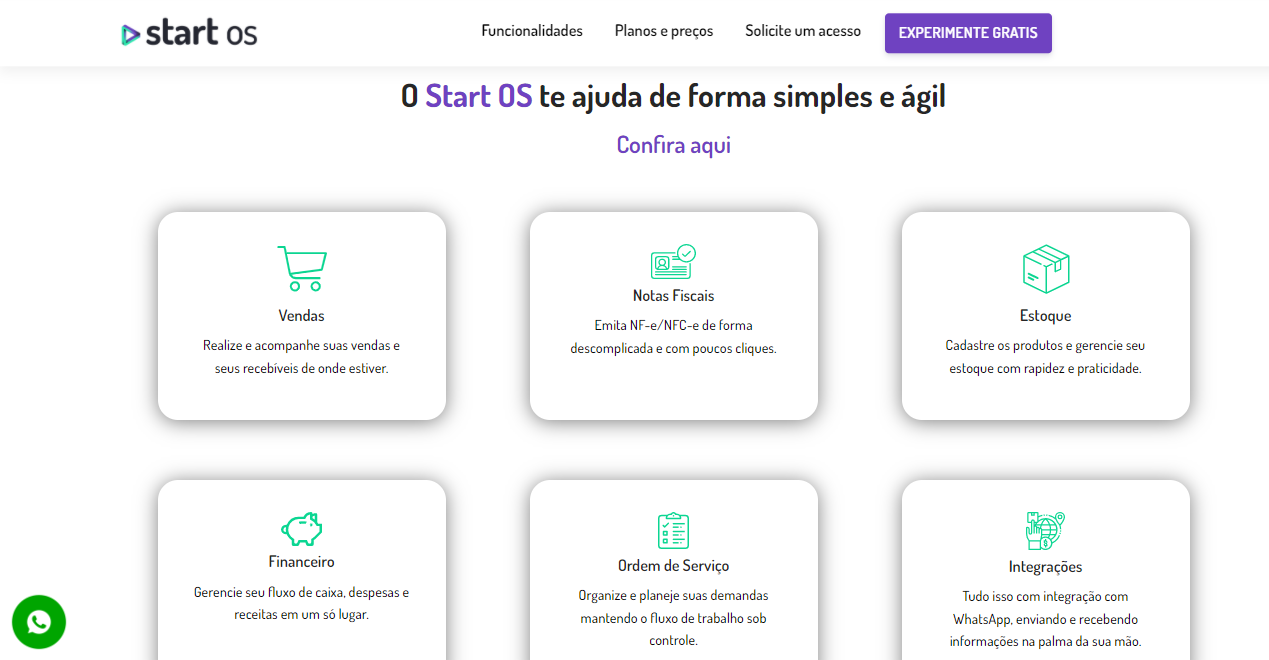 start os
Funcionalidades
Planos e preços
Solicite um acesso
EXPERIMENTE GRATIS
O Start OS te ajuda de forma simples e ágil
Confira aqui
Vendas
Realize e acompanhe suas vendas e
seus recebíveis de onde estiver.
Notas Fiscais
Emita NF-e/NFC-e de forma
descomplicada e com poucos cliques.
Estoque
Cadastre os produtos e gerencie seu
estoque com rapidez e praticidade.
Financeiro
Gerencie seu fluxo de caixa, despesas e
receitas em um só lugar.
Ordem de Serviço
Organize e planeje suas demandas
mantendo o fluxo de trabalho sob
controle.
Integrações
Tudo isso com integração com
WhatsApp, enviando e recebendo
informações na palma da sua mão.